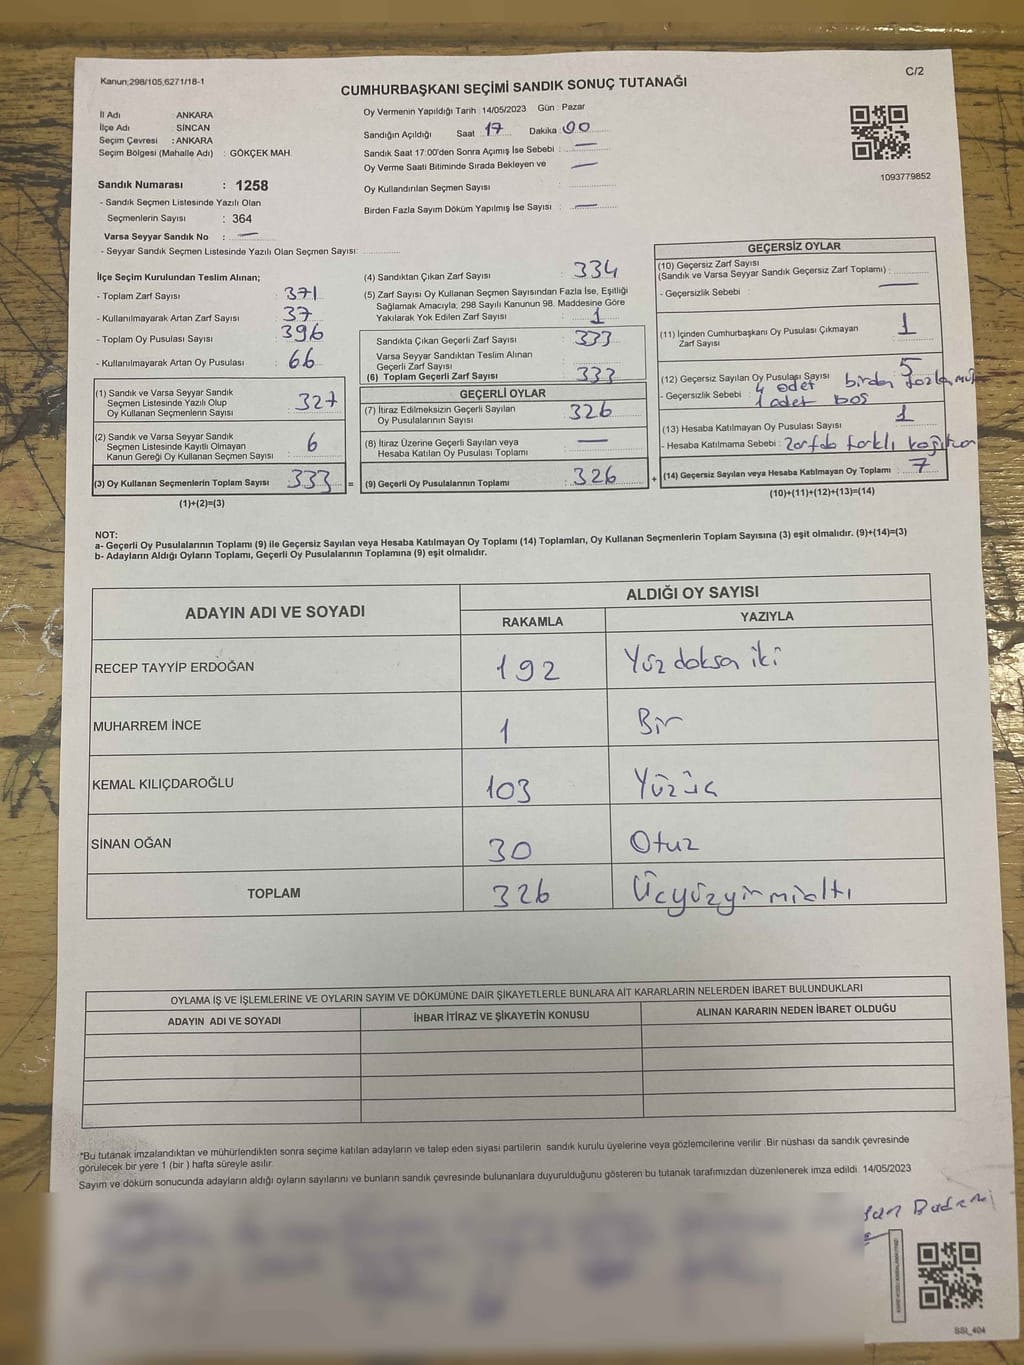 Kanun 298/105,6271/18-1
C/2
CUMHURBAŞKANI SEÇİMİ SANDIK SONUÇ TUTANAĞI
İl Adı : ANKARA
İlçe Adı : SİNCAN
Seçim Çevresi : ANKARA
Seçim Bölgesi (Mahalle Adı) : GÖKÇEK MAH.
Oy Vermenin Yapıldığı Tarih : 14/05/2023 Gün : Pazar
Sandığın Açıldığı Saat 17 Dakika : 00
Sandık Saat 17:00'den Sonra Açımış İse Sebebi : —
Oy Verme Saati Bitiminde Sırada Bekleyen ve —
Oy Kullandırılan Seçmen Sayısı
Birden Fazla Sayım Döküm Yapılmış İse Sayısı : —
1093779852
Sandık Numarası : 1258
- Sandık Seçmen Listesinde Yazılı Olan
Seçmenlerin Sayısı : 364
Varsa Seyyar Sandık No : —
- Seyyar Sandık Seçmen Listesinde Yazılı Olan Seçmen Sayısı:
İlçe Seçim Kurulundan Teslim Alınan;
- Toplam Zarf Sayısı : 371
- Kullanılmayarak Artan Zarf Sayısı : 37
- Toplam Oy Pusulası Sayısı : 396
- Kullanılmayarak Artan Oy Pusulası : 66
(1) Sandık ve Varsa Seyyar Sandık
Seçmen Listesinde Yazılı Olup
Oy Kullanan Seçmenlerin Sayısı : 327
(2) Sandık ve Varsa Seyyar Sandık
Seçmen Listesinde Kayıtlı Olmayan
Kanun Gereği Oy Kullanan Seçmen Sayısı : 6
(3) Oy Kullanan Seçmenlerin Toplam Sayısı : 333 =
(1)+(2)=(3)
(4) Sandıktan Çıkan Zarf Sayısı : 334
(5) Zarf Sayısı Oy Kullanan Seçmen Sayısından Fazla İse, Eşitliği
Sağlamak Amacıyla, 298 Sayılı Kanunun 98. Maddesine Göre
Yakılarak Yok Edilen Zarf Sayısı : 1
Sandıkla Çıkan Geçerli Zarf Sayısı : 333
Varsa Seyyar Sandıktan Teslim Alınan
Geçerli Zarf Sayısı
(6) Toplam Geçerli Zarf Sayısı : 333
GEÇERLİ OYLAR
(7) İtiraz Edilmeksizin Geçerli Sayılan
Oy Pusulasının Sayısı : 326
(8) İtiraz Üzerine Geçerli Sayılan veya
Hesaba Katılan Oy Pusulası Toplamı : —
(9) Geçerli Oy Pusulalarının Toplamı : 326 +
GEÇERSİZ OYLAR
(10) Geçersiz Zarf Sayısı
(Sandık ve Varsa Seyyar Sandık Geçersiz Zarf Toplamı) :
- Geçersizlik Sebebi : —
(11) İçinden Cumhurbaşkanı Oy Pusulası Çıkmayan
Zarf Sayısı : 1
(12) Geçersiz Sayılan Oy Pusulası Sayısı : 5
- Geçersizlik Sebebi : 4 adet birden fazla
1 adet boş
(13) Hesaba Katılmayan Oy Pusulası Sayısı : 1
- Hesaba Katılmama Sebebi : Zarfda farklı
(14) Geçersiz Sayılan veya Hesaba Katılmayan Oy Toplamı : 7
(10)+(11)+(12)+(13)=(14)
NOT:
a- Geçerli Oy Pusulalarının Toplamı (9) ile Geçersiz Sayılan veya Hesaba Katılmayan Oy Toplamı (14) Toplamları, Oy Kullanan Seçmenlerin Toplam Sayısına (3) eşit olmalıdır. (9)+(14)=(3)
b- Adayların Aldığı Oyların Toplamı, Geçerli Oy Pusulalarının Toplamına (9) eşit olmalıdır.
ADAYIN ADI VE SOYADI ALDIĞI OY SAYISI
RAKAMLA YAZIYLA
RECEP TAYYİP ERDOĞAN 192 Yüz doksan iki
MUHARREM İNCE 1 Bir
KEMAL KILIÇDAROĞLU 103 Yüzüç
SİNAN OĞAN 30 Otuz
TOPLAM 326 Üçyüzyirmialtı
OYLAMA İŞ VE İŞLEMLERİNE VE OYLARIN SAYIM VE DÖKÜMÜNE DAİR ŞİKAYETLERLE BUNLARA AİT KARARLARIN NELERDEN İBARET BULUNDUKLARI
ADAYIN ADI VE SOYADI İHBAR İTİRAZ VE ŞİKAYETİN KONUSU ALINAN KARARIN NEDEN İBARET OLDUĞU
*Bu tutanak imzalandıktan ve mühürlendikten sonra seçime katılan adayların ve talep eden siyasi partilerin sandık kurulu üyelerine veya gözlemcilerine verilir .Bir nüshası da sandık çevresinde
görülecek bir yere 1 (bir ) hafta süreyle asılır.
Sayım ve döküm sonucunda adayların aldığı oyların sayılarını ve bunların sandık çevresinde bulunanlara duyurulduğunu gösteren bu tutanak tarafımızdan düzenlenerek imza edildi. 14/05/2023
SSI_404